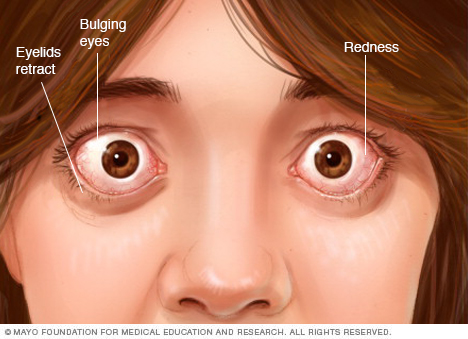 Bulging
eyes
Eyelids
retract
Redness
© MAYO FOUNDATION FOR MEDICAL EDUCATION AND RESEARCH. ALL RIGHTS RESERVED.